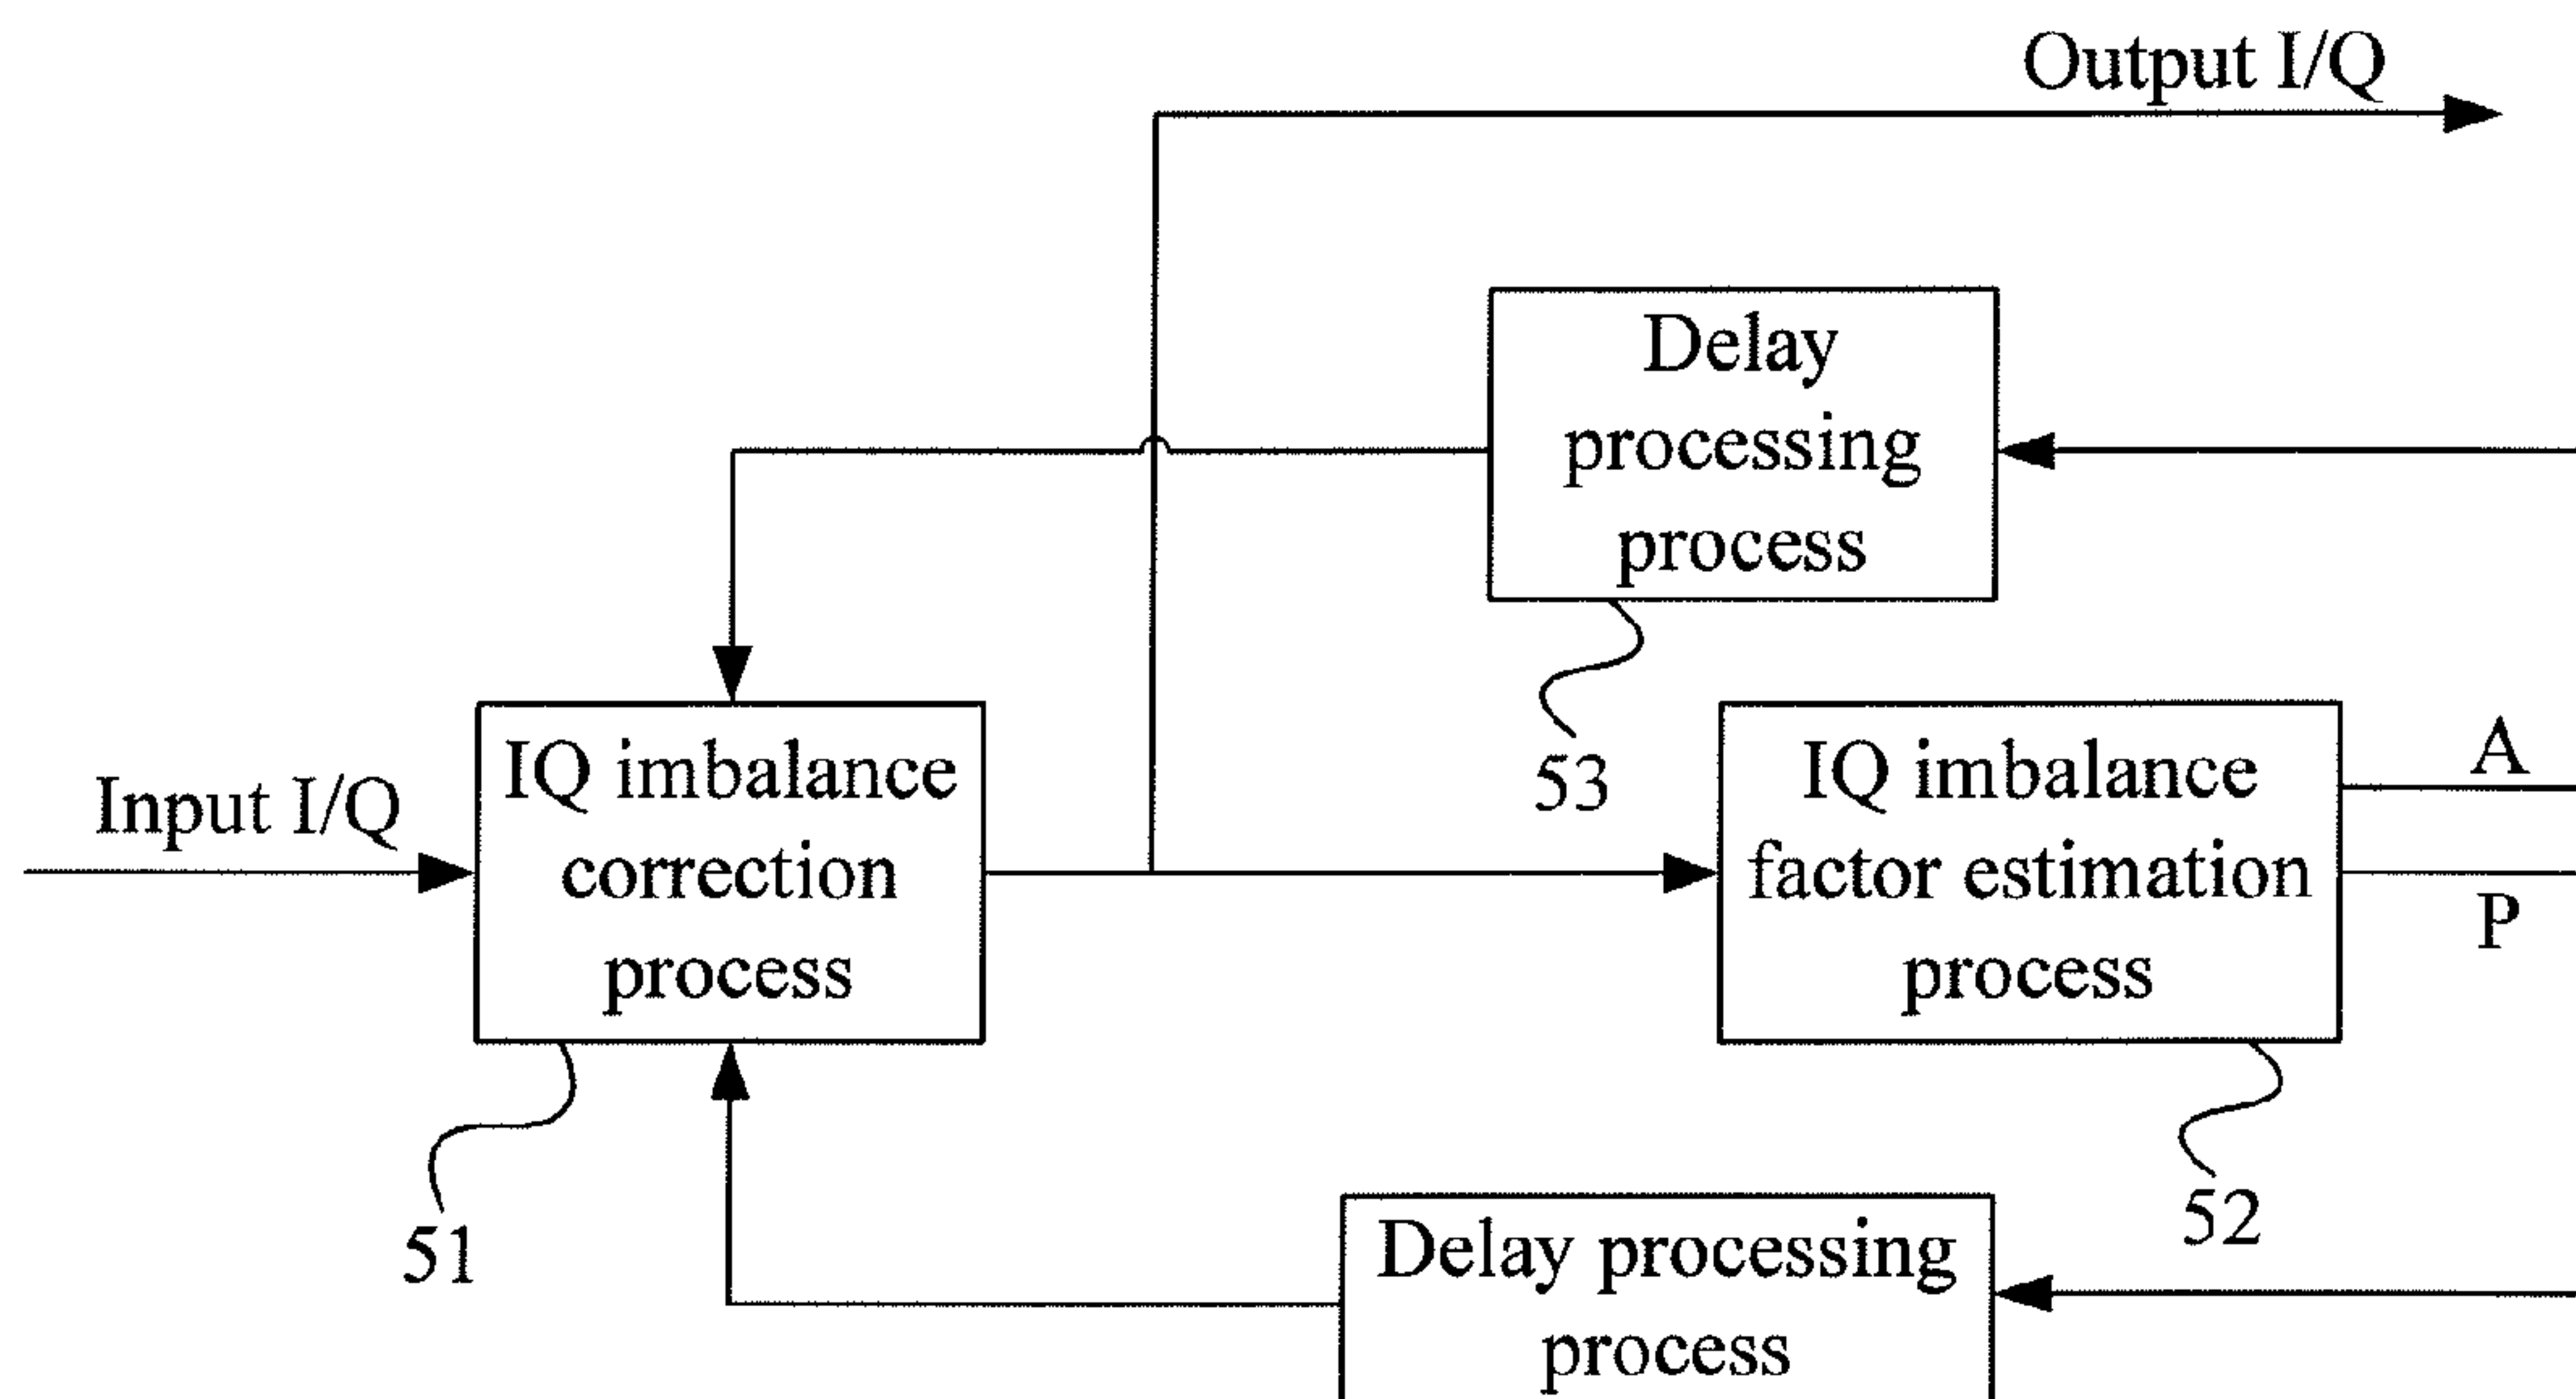 Output I/Q
Delay
processing
process
53
Input I/Q
IQ imbalance
correction
process
51
IQ imbalance
factor estimation
process
52
A
P
Delay processing
process